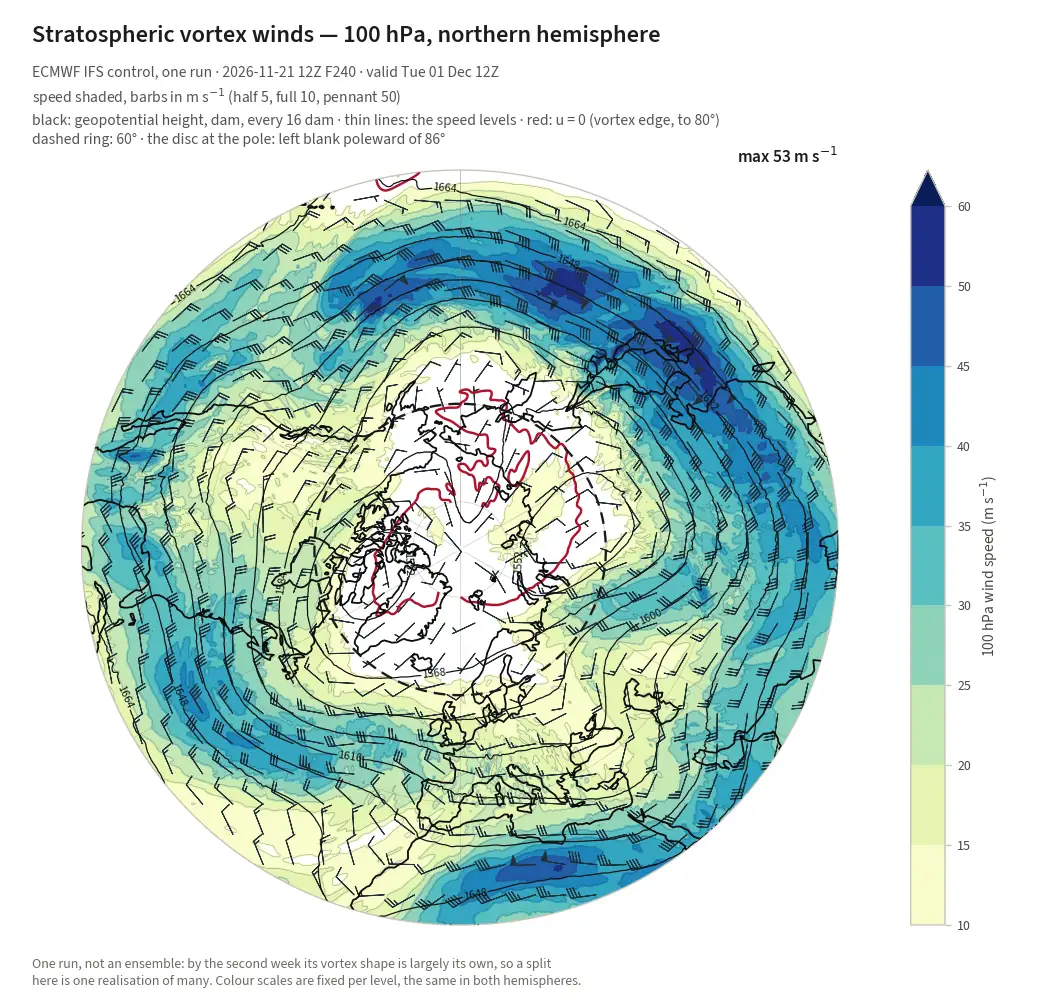 Stratospheric vortex winds — 100 hPa, northern hemisphere
ECMWF IFS control, one run · 2026-11-21 12Z F240 · valid Tue 01 Dec 12Z
speed shaded, barbs in m s⁻¹ (half 5, full 10, pennant 50)
black: geopotential height, dam, every 16 dam · thin lines: the speed levels · red: u = 0 (vortex edge, to 80°)
dashed ring: 60° · the disc at the pole: left blank poleward of 86°
max 53 m s⁻¹
1664
1664
1648
1664
1600
1568
1648
1664
1616
1648
1552
60
50
45
40
35
30
25
20
15
10
100 hPa wind speed (m s⁻¹)
One run, not an ensemble: by the second week its vortex shape is largely its own, so a split
here is one realisation of many. Colour scales are fixed per level, the same in both hemispheres.